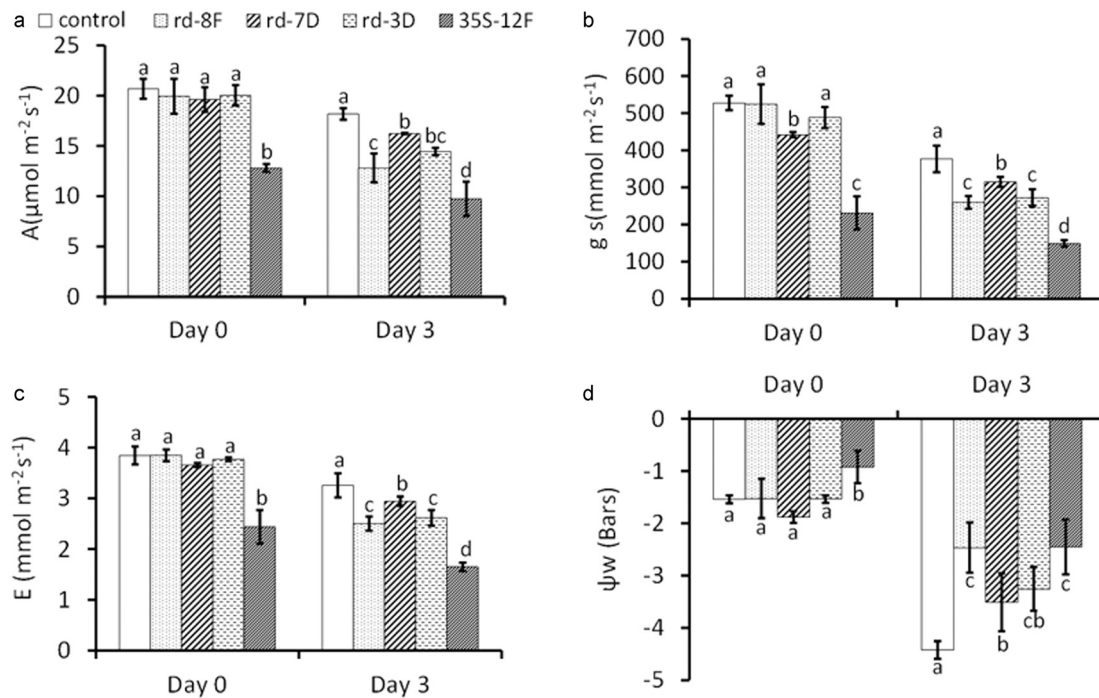 a
control rd-8F rd-7D rd-3D 35S-12F
A(μmol m⁻² s⁻¹)
25
20
15
10
5
0
a a a a b
a c b bc d
Day 0 Day 3
b
g s(mmol m⁻² s⁻¹)
700
600
500
400
300
200
100
0
a a b a c
a c b c d
Day 0 Day 3
c
E (mmol m⁻² s⁻¹)
5
4
3
2
1
0
a a a a b
a c b c d
Day 0 Day 3
d
Day 0 Day 3
ψw (Bars)
0
-1
-2
-3
-4
-5
a a a a b
a c b cb c